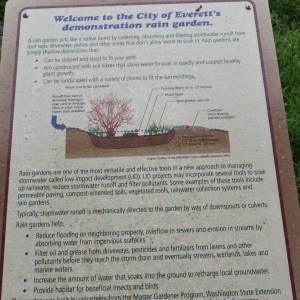 Welcome to the City of Everett's
demonstration rain garden.
A rain garden acts like a native forest by collecting, absorbing and filtering stormwater runoff from
roof tops, driveways, patios and other areas that don't allow water to soak in. Rain gardens are
simply shallow depressions that:
• Can be shaped and sized to fit your yard.
• Are constructed with soil mixes that allow water to soak in rapidly and support healthy
plant growth.
• Can be landscaped with a variety of plants to fit the surroundings.
Rain gardens are one of the most versatile and effective tools in a new approach to managing
stormwater called low impact development (LID). LID projects may incorporate several tools to soak
up rainwater, reduce stormwater runoff and filter pollutants. Some examples of these tools include
permeable paving, compost-amended soils, vegetated roofs, rainwater collection systems and
rain gardens.
Typically, stormwater runoff is mechanically directed to the garden by way of downspouts or culverts.
Rain gardens help:
• Reduce flooding on neighboring property, overflow in sewers and erosion in streams by
absorbing water from impervious surfaces.
• Filter oil and grease from driveways, pesticides and fertilizers from lawns and other
pollutants before they reach the storm drain and eventually streams, wetlands, lakes and
marine waters.
• Increase the amount of water that soaks into the ground to recharge local groundwater.
• Provide habitat for beneficial insects and birds.
built by volunteers from the Master Gardener Program, Washington State Extension